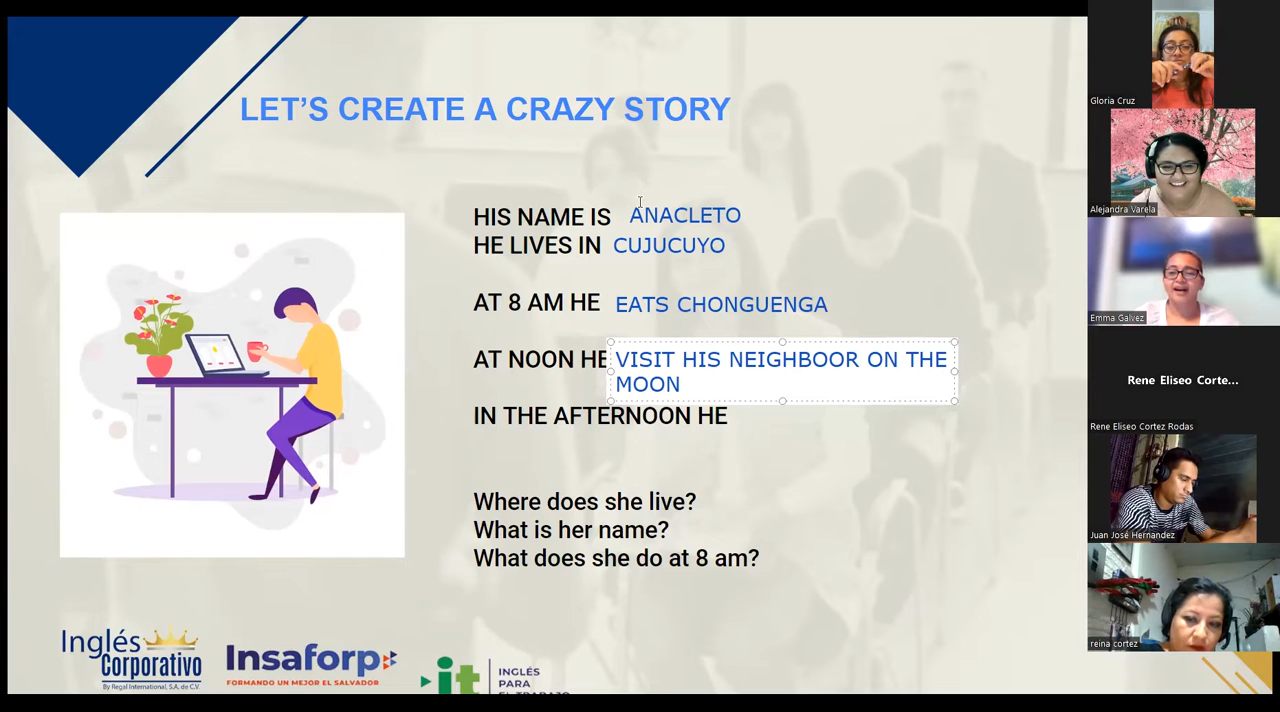 LET'S CREATE A CRAZY STORY
HIS NAME IS ANACLETO
HE LIVES IN CUJUCUYO
AT 8 AM HE EATS CHONGUENGA
AT NOON HE VISIT HIS NEIGHBOOR ON THE
MOON
IN THE AFTERNOON HE
Where does she live?
What is her name?
What does she do at 8 am?
Inglés
Corporativo
By Regal International, S.A. de C.V.
Insaforp
FORMANDO UN MEJOR EL SALVADOR
it
INGLÉS
PARA
EL TRABAJO
Gloria Cruz
Alejandra Varela
Emma Galvez
Rene Eliseo Corte...
Rene Eliseo Cortez Rodas
Juan José Hernandez
reina cortez